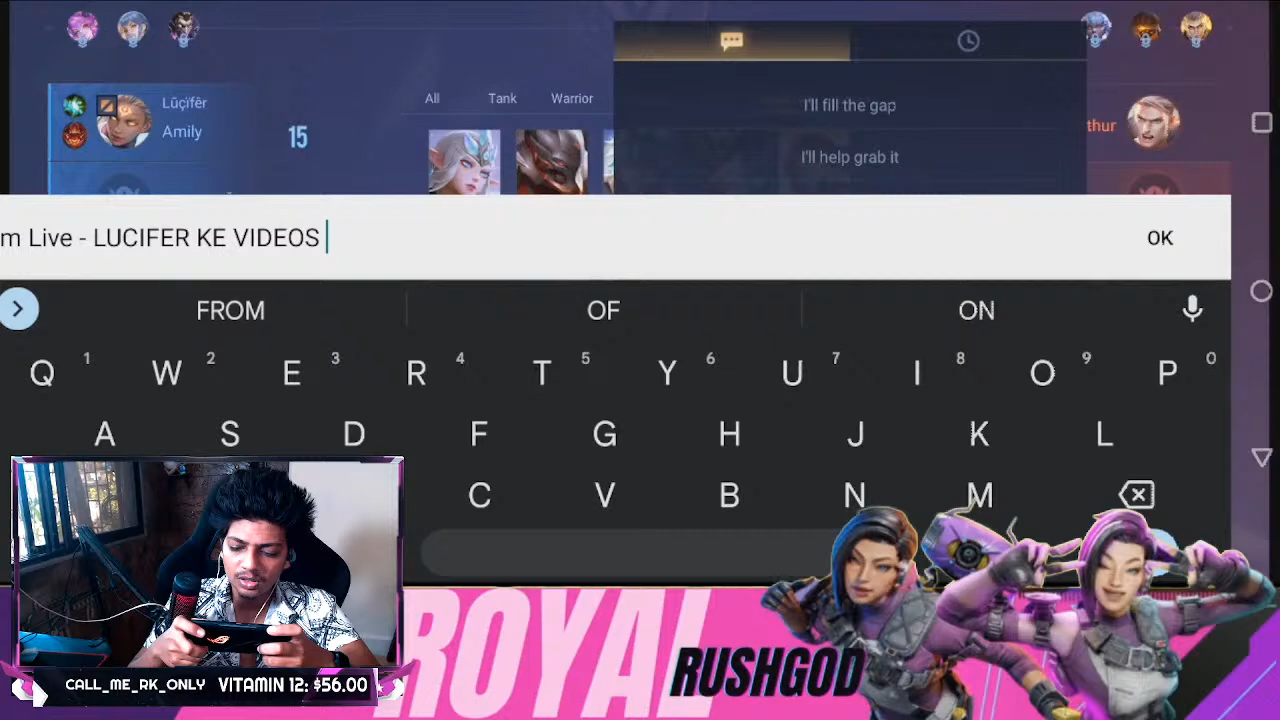 Lûçïfêr
Amily
15
All Tank Warrior
I'll fill the gap
I'll help grab it
thur
m Live - LUCIFER KE VIDEOS
OK
FROM OF ON
1 2 3 4 5 6 7 8 9 0
Q W E R T Y U I O P
A S D F G H J K L
C V B N M
ROYAL
RUSHGOD
CALL_ME_RK_ONLY VITAMIN 12: $56.00